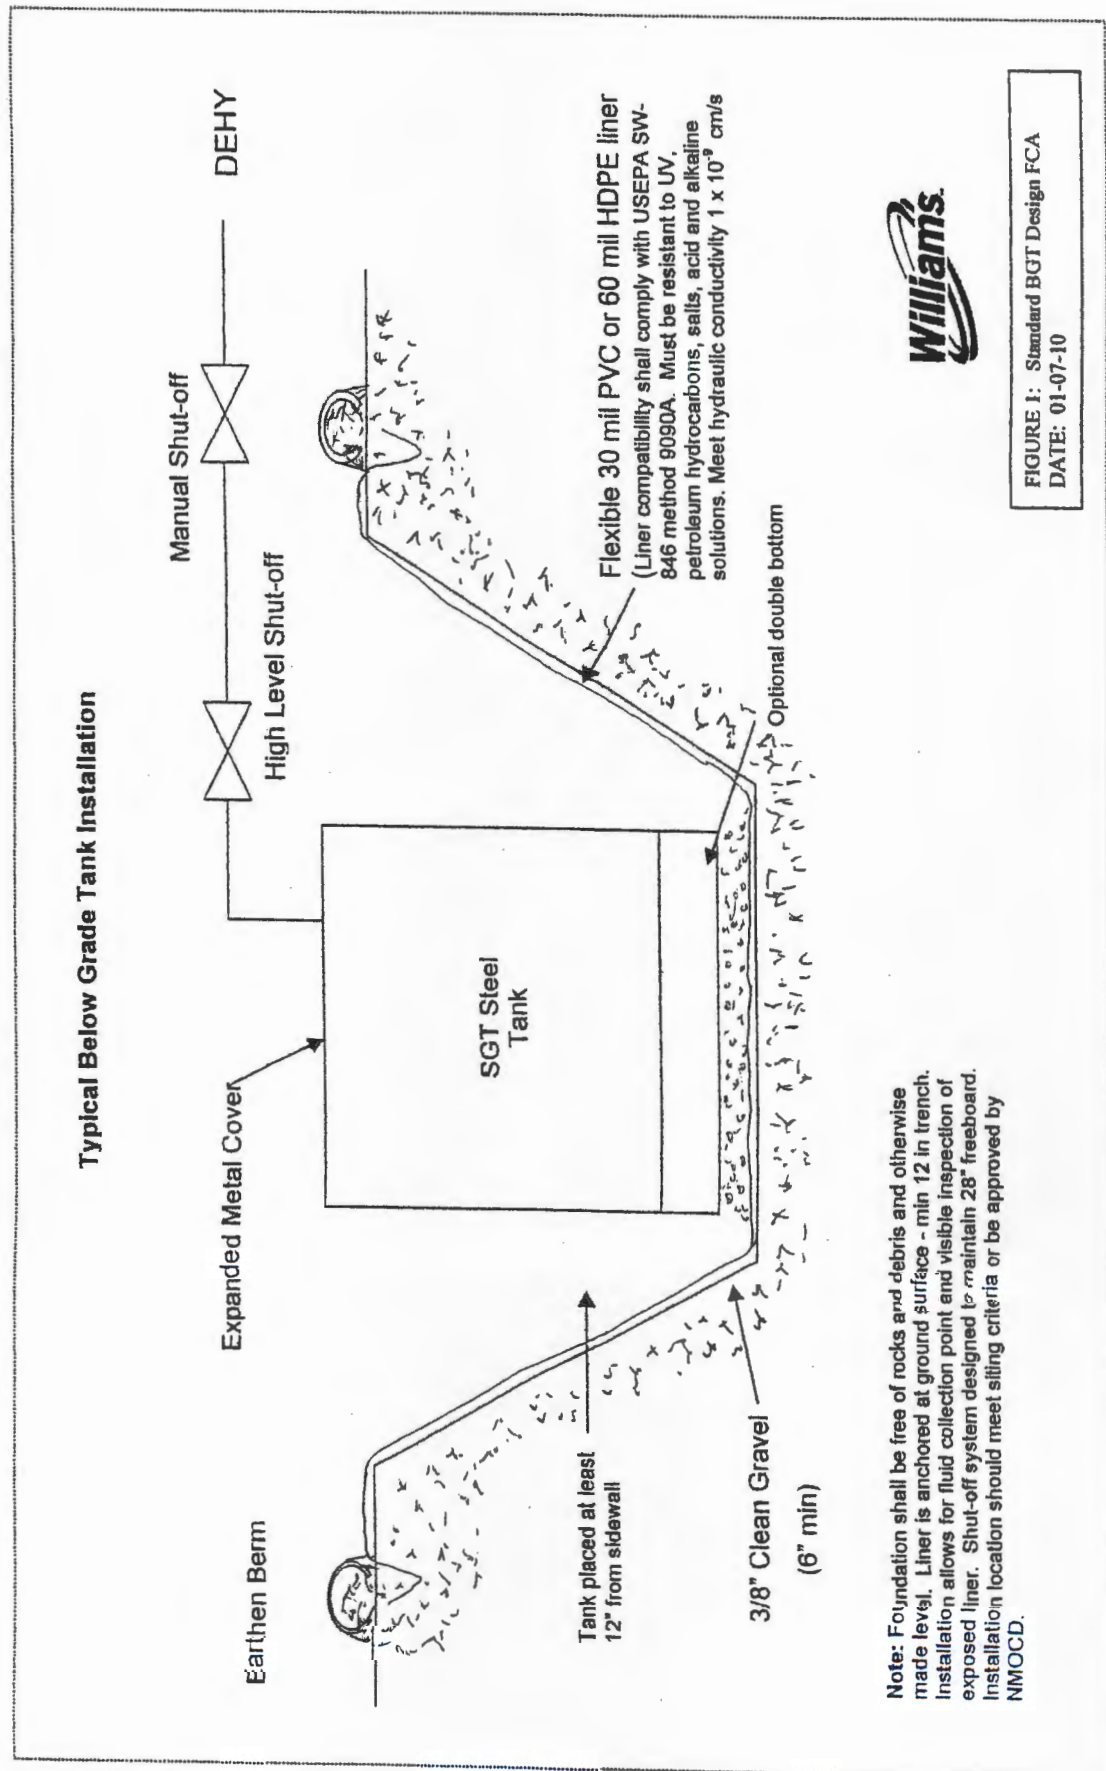 Typical Below Grade Tank Installation
Expanded Metal Cover
Manual Shut-off
DEHY
High Level Shut-off
Earthen Berm
SGT Steel
Tank
Tank placed at least
12" from sidewall
3/8" Clean Gravel
(6" min)
Flexible 30 mil PVC or 60 mil HDPE liner
(Liner compatibility shall comply with USEPA SW-
846 method 9090A. Must be resistant to UV,
petroleum hydrocarbons, salts, acid and alkaline
solutions. Meet hydraulic conductivity 1 x 10⁻⁹ cm/s
Optional double bottom
Note: Foundation shall be free of rocks and debris and otherwise
made level. Liner is anchored at ground surface - min 12 in trench.
Installation allows for fluid collection point and visible inspection of
exposed liner. Shut-off system designed to maintain 28" freeboard.
Installation location should meet siting criteria or be approved by
NMOCD.
Williams
FIGURE 1: Standard BGT Design FCA
DATE: 01-07-10